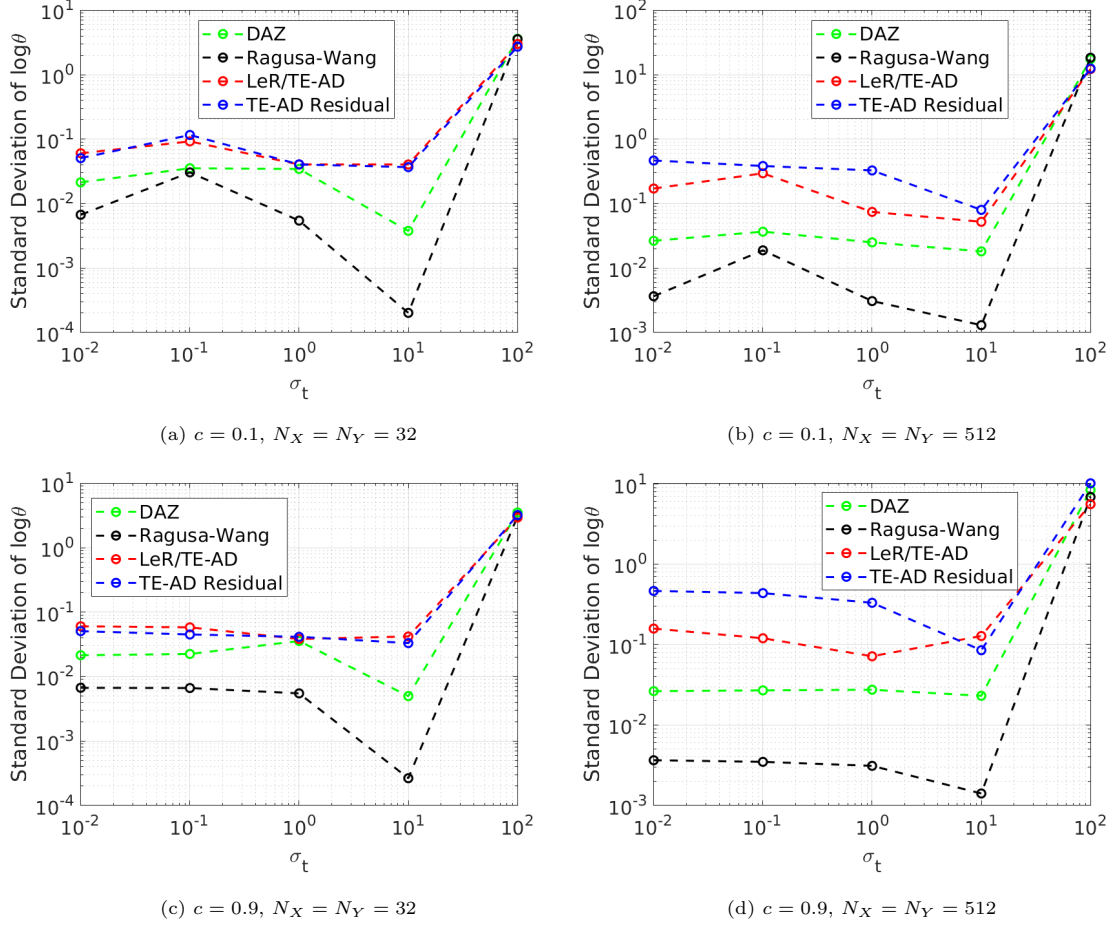 10^1
10^0
10^-1
10^-2
10^-3
10^-4
Standard Deviation of logθ
DAZ
Ragusa-Wang
LeR/TE-AD
TE-AD Residual
10^-2 10^-1 10^0 10^1 10^2
σ_t
(a) c = 0.1, N_X = N_Y = 32
10^2
10^1
10^0
10^-1
10^-2
10^-3
Standard Deviation of logθ
DAZ
Ragusa-Wang
LeR/TE-AD
TE-AD Residual
10^-2 10^-1 10^0 10^1 10^2
σ_t
(b) c = 0.1, N_X = N_Y = 512
10^1
10^0
10^-1
10^-2
10^-3
10^-4
Standard Deviation of logθ
DAZ
Ragusa-Wang
LeR/TE-AD
TE-AD Residual
10^-2 10^-1 10^0 10^1 10^2
σ_t
(c) c = 0.9, N_X = N_Y = 32
10^1
10^0
10^-1
10^-2
10^-3
Standard Deviation of logθ
DAZ
Ragusa-Wang
LeR/TE-AD
TE-AD Residual
10^-2 10^-1 10^0 10^1 10^2
σ_t
(d) c = 0.9, N_X = N_Y = 512